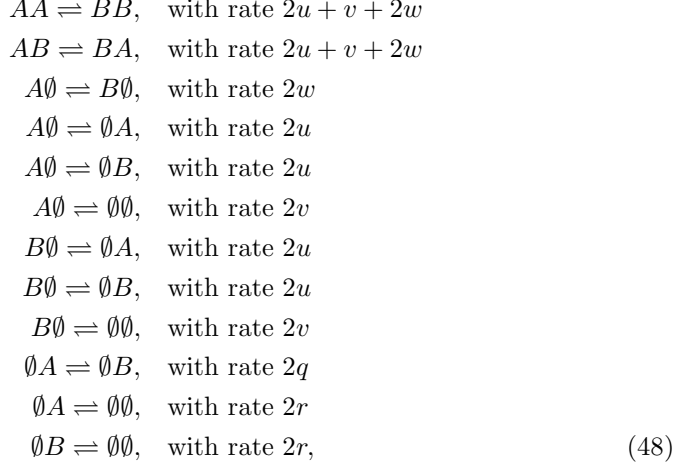 AA ⇌ BB, with rate 2u + v + 2w
AB ⇌ BA, with rate 2u + v + 2w
A∅ ⇌ B∅, with rate 2w
A∅ ⇌ ∅A, with rate 2u
A∅ ⇌ ∅B, with rate 2u
A∅ ⇌ ∅∅, with rate 2v
B∅ ⇌ ∅A, with rate 2u
B∅ ⇌ ∅B, with rate 2u
B∅ ⇌ ∅∅, with rate 2v
∅A ⇌ ∅B, with rate 2q
∅A ⇌ ∅∅, with rate 2r
∅B ⇌ ∅∅, with rate 2r, (48)